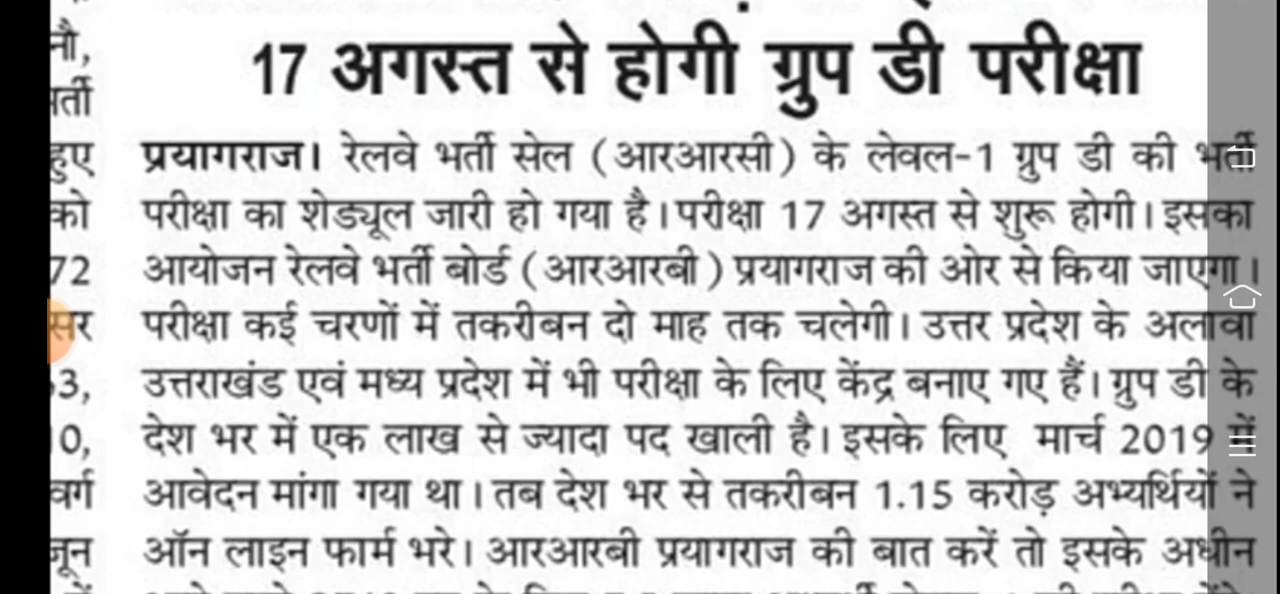 17 अगस्त से होगी ग्रुप डी परीक्षा
प्रयागराज। रेलवे भर्ती सेल (आरआरसी) के लेवल-1 ग्रुप डी की भर्ती
परीक्षा का शेड्यूल जारी हो गया है। परीक्षा 17 अगस्त से शुरू होगी। इसका
आयोजन रेलवे भर्ती बोर्ड (आरआरबी) प्रयागराज की ओर से किया जाएगा।
परीक्षा कई चरणों में तकरीबन दो माह तक चलेगी। उत्तर प्रदेश के अलावा
उत्तराखंड एवं मध्य प्रदेश में भी परीक्षा के लिए केंद्र बनाए गए हैं। ग्रुप डी के
देश भर में एक लाख से ज्यादा पद खाली है। इसके लिए मार्च 2019 में
आवेदन मांगा गया था। तब देश भर से तकरीबन 1.15 करोड़ अभ्यर्थियों ने
ऑन लाइन फार्म भरे। आरआरबी प्रयागराज की बात करें तो इसके अधीन
हुए
को
72
10,
वर्ग
जून